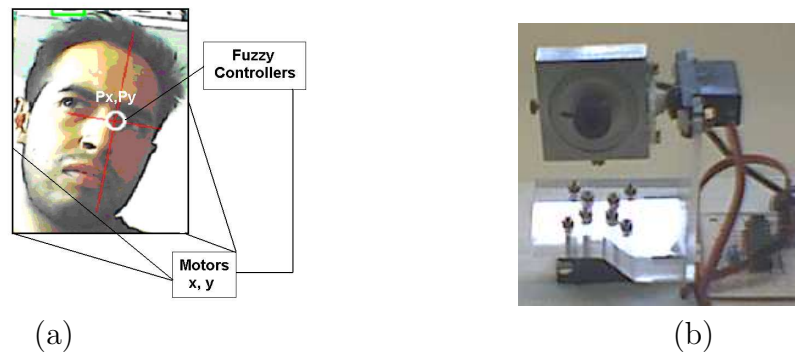 Fuzzy
Controllers
Px,Py
Motors
x, y
(a)
(b)